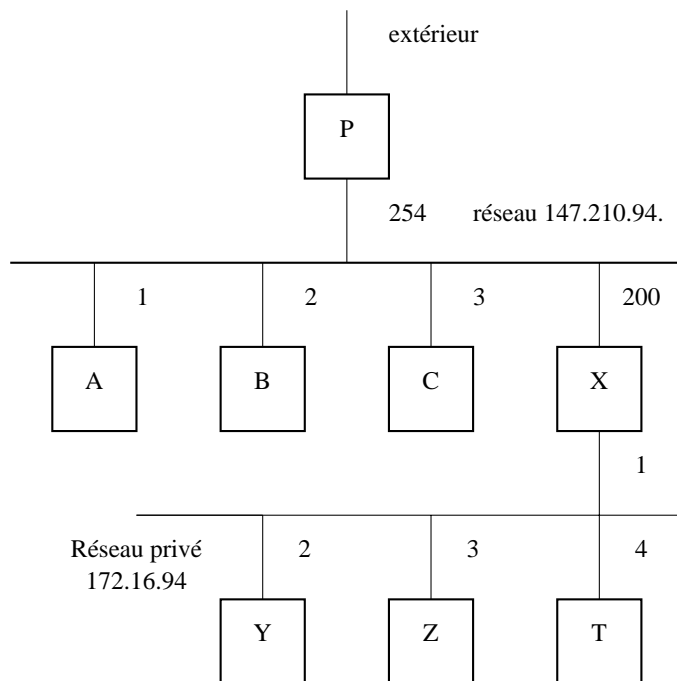 extérieur
P
254 réseau 147.210.94.
1 2 3 200
A B C X
1
Réseau privé 2 3 4
172.16.94
Y Z T